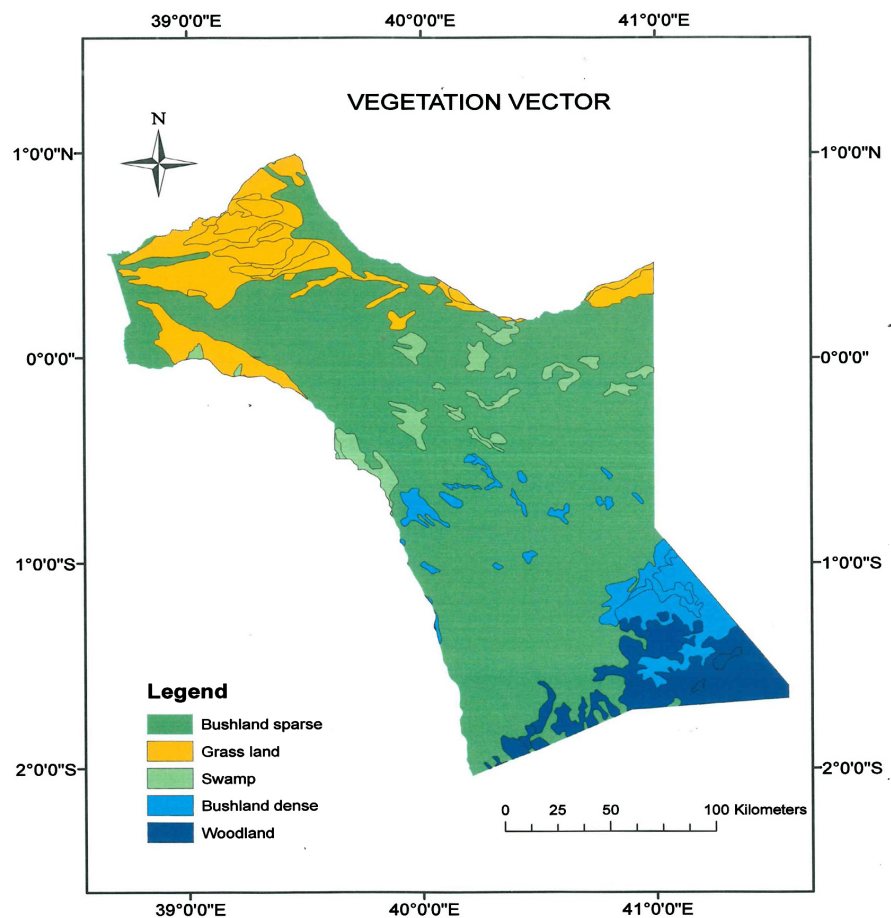 39°0'0"E 40°0'0"E 41°0'0"E
VEGETATION VECTOR
N
1°0'0"N 1°0'0"N
0°0'0" 0°0'0"
1°0'0"S 1°0'0"S
Legend
Bushland sparse
Grass land
Swamp
Bushland dense
Woodland
2°0'0"S 2°0'0"S
0 25 50 100 Kilometers
39°0'0"E 40°0'0"E 41°0'0"E